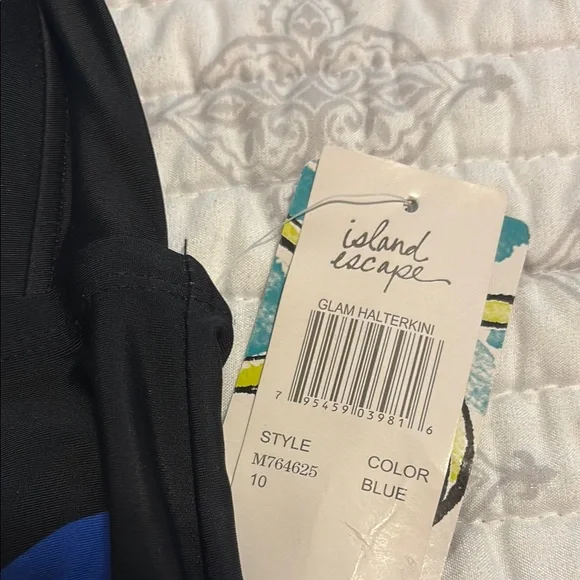 island
escape
GLAM HALTERKINI
7 95459 03981 6
STYLE
M764625
10
COLOR
BLUE